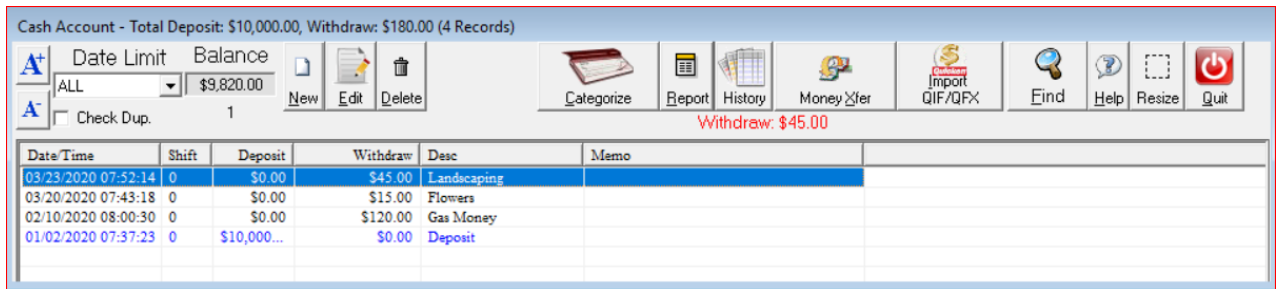 Cash Account - Total Deposit: $10,000.00, Withdraw: $180.00 (4 Records)
A+ Date Limit Balance
ALL $9,820.00
A- Check Dup. 1
New Edit Delete Categorize Report History Money Xfer Quicken Import QIF/QFX Find Help Resize Quit
Withdraw: $45.00
Date/Time Shift Deposit Withdraw Desc Memo
03/23/2020 07:52:14 0 $0.00 $45.00 Landscaping
03/20/2020 07:43:18 0 $0.00 $15.00 Flowers
02/10/2020 08:00:30 0 $0.00 $120.00 Gas Money
01/02/2020 07:37:23 0 $10,000... $0.00 Deposit